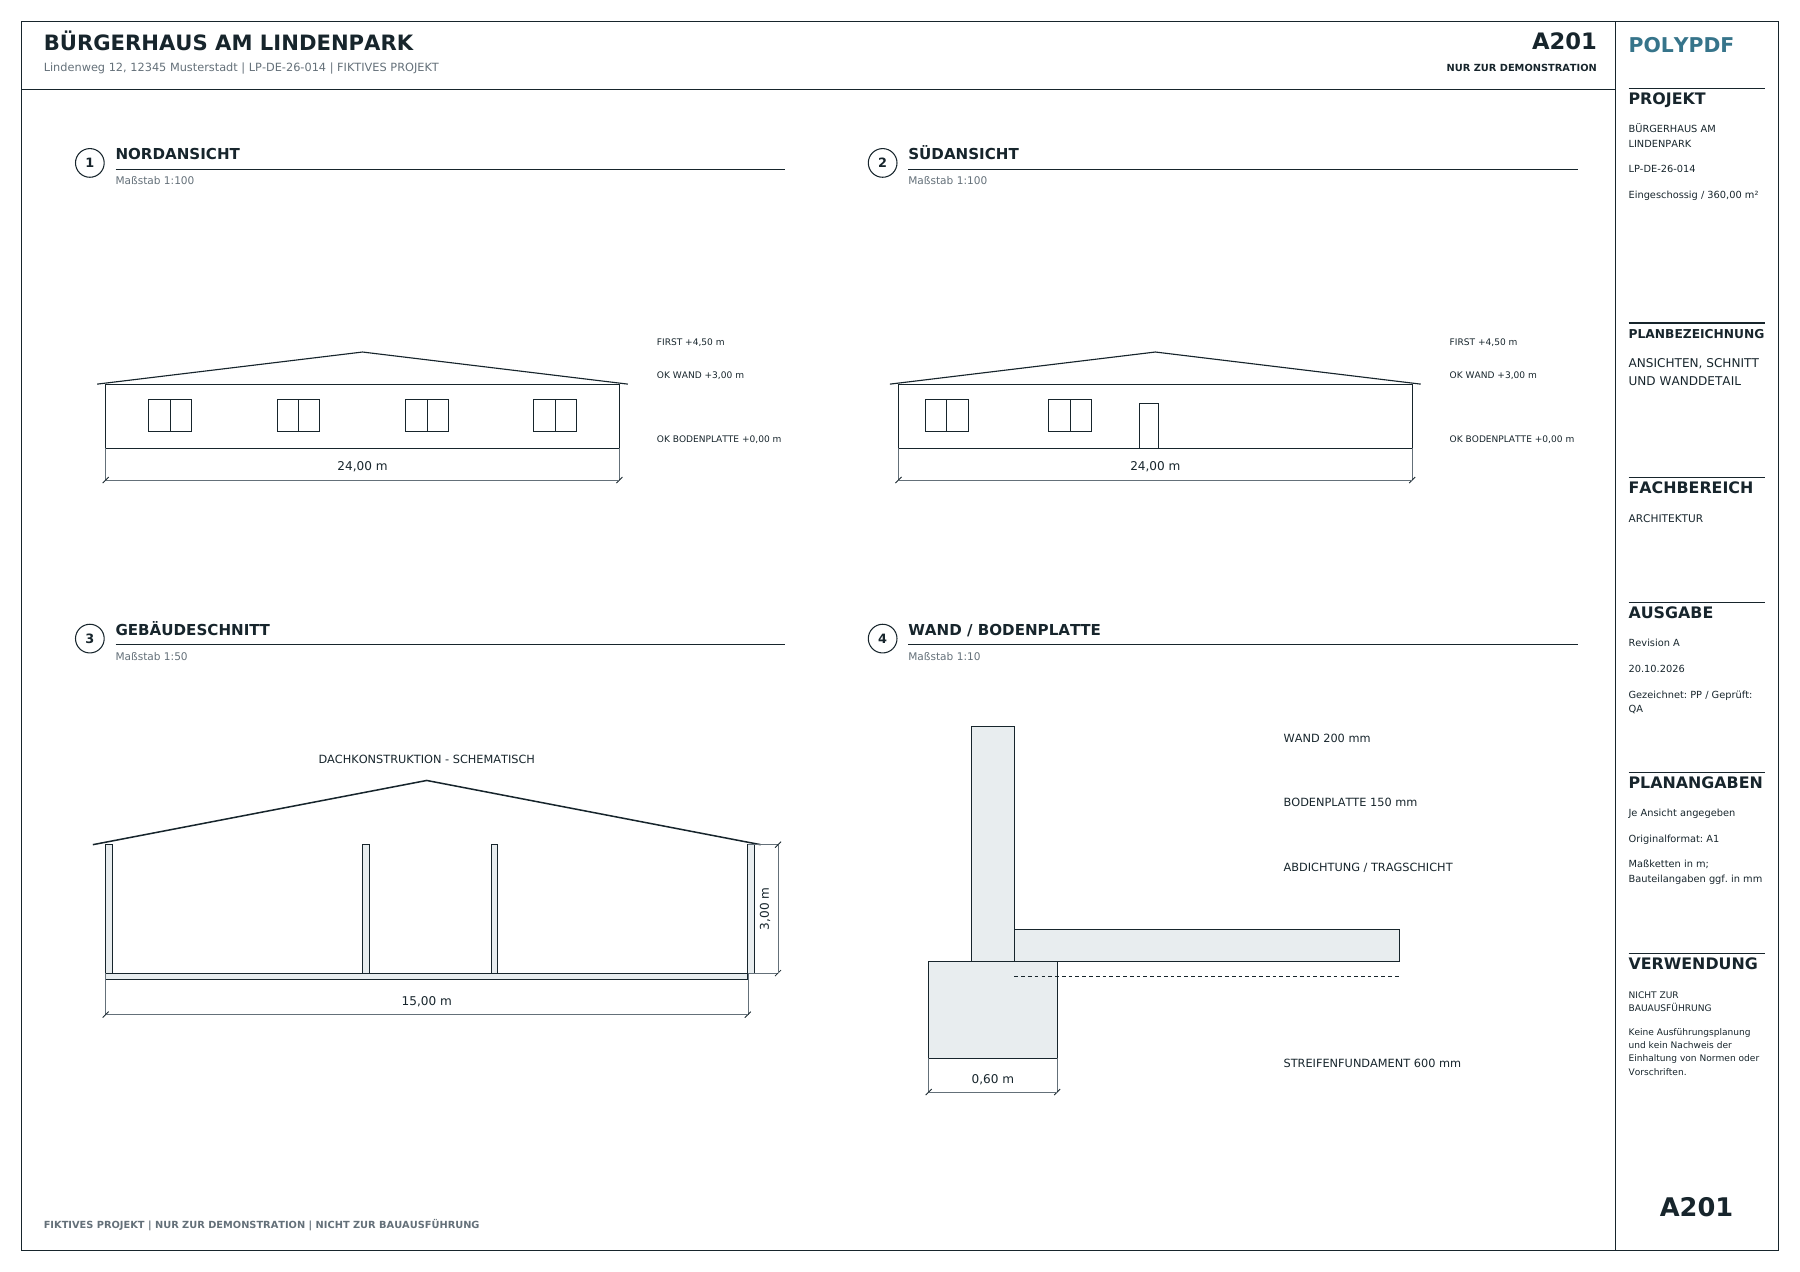 BÜRGERHAUS AM LINDENPARK
Lindenweg 12, 12345 Musterstadt | LP-DE-26-014 | FIKTIVES PROJEKT
A201
NUR ZUR DEMONSTRATION
1
NORDANSICHT
Maßstab 1:100
FIRST +4,50 m
OK WAND +3,00 m
OK BODENPLATTE +0,00 m
24,00 m
2
SÜDANSICHT
Maßstab 1:100
FIRST +4,50 m
OK WAND +3,00 m
OK BODENPLATTE +0,00 m
24,00 m
3
GEBÄUDESCHNITT
Maßstab 1:50
DACHKONSTRUKTION - SCHEMATISCH
3,00 m
15,00 m
4
WAND / BODENPLATTE
Maßstab 1:10
WAND 200 mm
BODENPLATTE 150 mm
ABDICHTUNG / TRAGSCHICHT
STREIFENFUNDAMENT 600 mm
0,60 m
FIKTIVES PROJEKT | NUR ZUR DEMONSTRATION | NICHT ZUR BAUAUSFÜHRUNG
POLYPDF
PROJEKT
BÜRGERHAUS AM
LINDENPARK
LP-DE-26-014
Eingeschossig / 360,00 m²
PLANBEZEICHNUNG
ANSICHTEN, SCHNITT
UND WANDDETAIL
FACHBEREICH
ARCHITEKTUR
AUSGABE
Revision A
20.10.2026
Gezeichnet: PP / Geprüft:
QA
PLANANGABEN
Je Ansicht angegeben
Originalformat: A1
Maßketten in m;
Bauteilangaben ggf. in mm
VERWENDUNG
NICHT ZUR
BAUAUSFÜHRUNG
Keine Ausführungsplanung
und kein Nachweis der
Einhaltung von Normen oder
Vorschriften.
A201